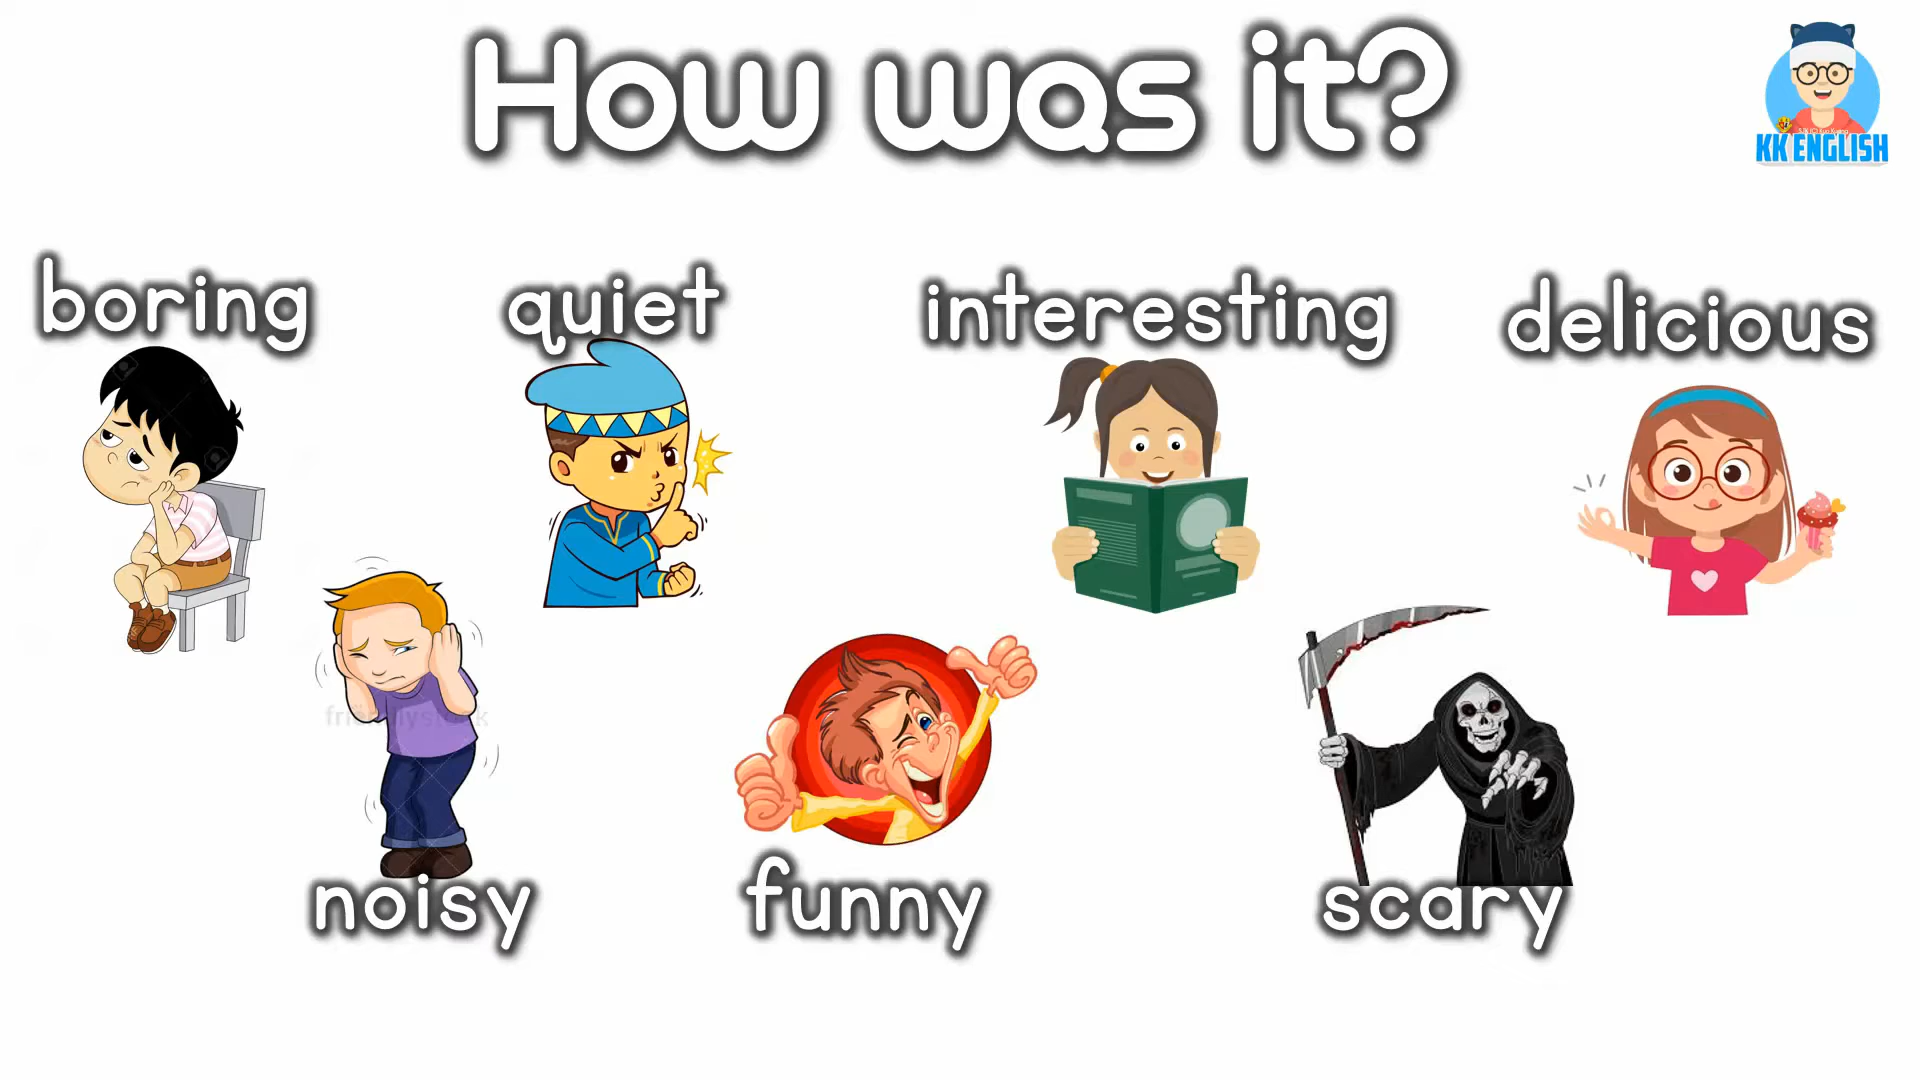 How was it?
KK ENGLISH
boring
quiet
interesting
delicious
noisy
funny
scary